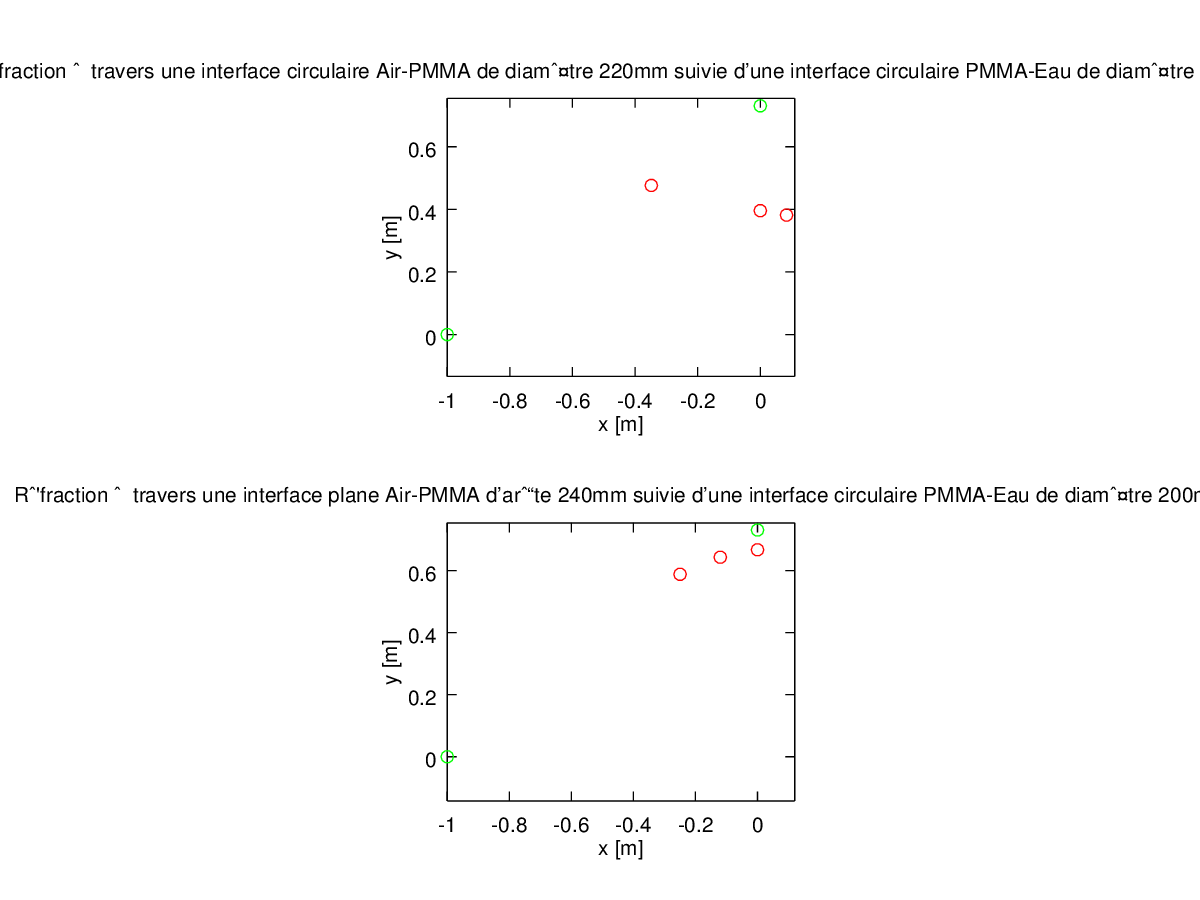 fraction ˆ  travers une interface circulaire Air-PMMA de diamˆ¤tre 220mm suivie d'une interface circulaire PMMA-Eau de diamˆ¤tre
0.6
0.4
0.2
0
y [m]
-1 -0.8 -0.6 -0.4 -0.2 0
x [m]
Rˆ'fraction ˆ  travers une interface plane Air-PMMA d'arˆ“te 240mm suivie d'une interface circulaire PMMA-Eau de diamˆ¤tre 200
0.6
0.4
0.2
0
y [m]
-1 -0.8 -0.6 -0.4 -0.2 0
x [m]